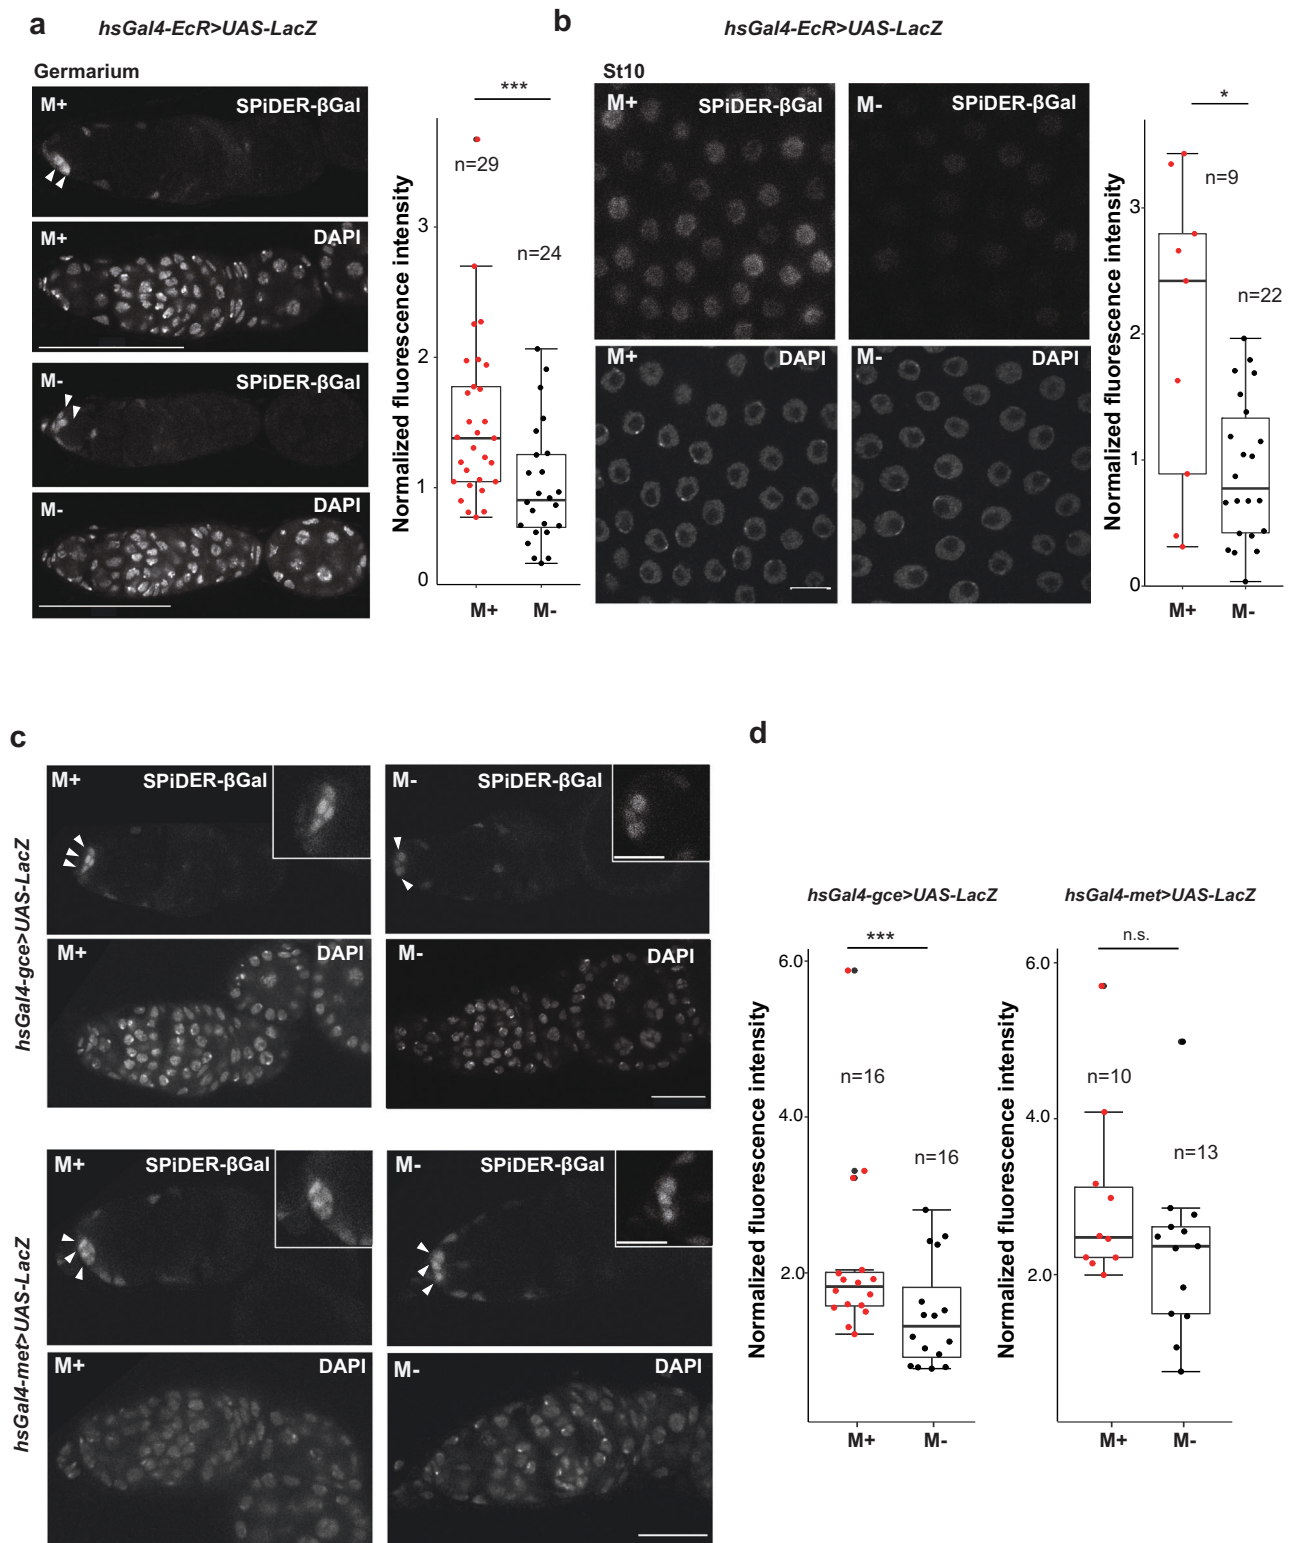 a
hsGal4-EcR>UAS-LacZ
Germarium
M+ SPiDER-βGal
M+ DAPI
M- SPiDER-βGal
M- DAPI
***
n=29
n=24
Normalized fluorescence intensity
3
2
1
0
M+ M-
b
hsGal4-EcR>UAS-LacZ
St10
M+ SPiDER-βGal
M- SPiDER-βGal
M+ DAPI
M- DAPI
*
n=9
n=22
Normalized fluorescence intensity
3
2
1
0
M+ M-
c
hsGal4-gce>UAS-LacZ
M+ SPiDER-βGal
M- SPiDER-βGal
M+ DAPI
M- DAPI
hsGal4-met>UAS-LacZ
M+ SPiDER-βGal
M- SPiDER-βGal
M+ DAPI
M- DAPI
d
hsGal4-gce>UAS-LacZ
***
n=16
n=16
Normalized fluorescence intensity
6.0
4.0
2.0
M+ M-
hsGal4-met>UAS-LacZ
n.s.
n=10
n=13
Normalized fluorescence intensity
6.0
4.0
2.0
M+ M-